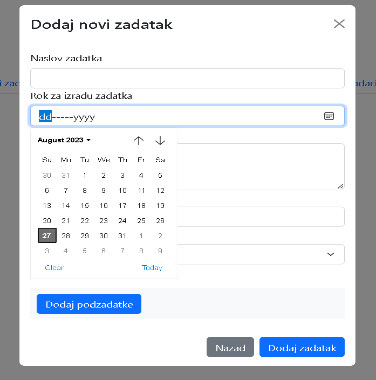 Dodaj novi zadatak
Naslov zadatka
Rok za izradu zadatka
dd-----yyyy
August 2023
Su Mo Tu We Th Fr Sa
30 31 1 2 3 4 5
6 7 8 9 10 11 12
13 14 15 16 17 18 19
20 21 22 23 24 25 26
27 28 29 30 31 1 2
3 4 5 6 7 8 9
Clear Today
Dodaj podzadatke
Nazad Dodaj zadatak